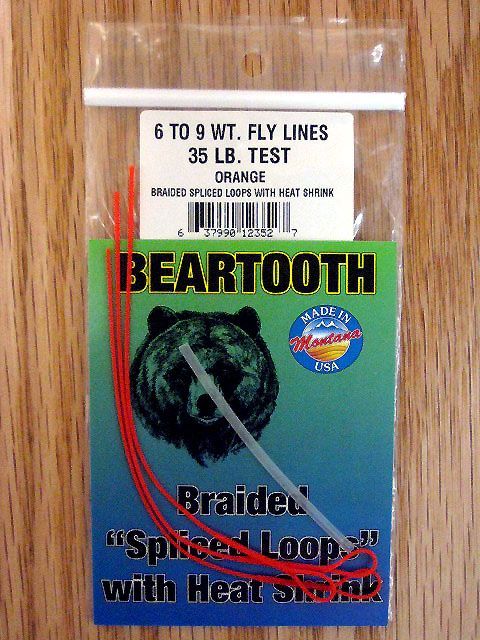 6 TO 9 WT. FLY LINES
35 LB. TEST
ORANGE
BRAIDED SPLICED LOOPS WITH HEAT SHRINK
6 37990 12352 7
BEARTOOTH
MADE IN
Montana
USA
Braided
“Spliced Loops”
with Heat Shrink